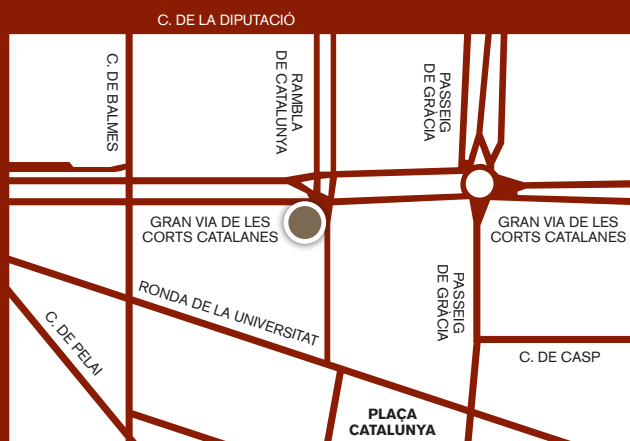 C. DE LA DIPUTACIÓ
C. DE BALMES
RAMBLA
DE CATALUNYA
PASSEIG
DE GRÀCIA
GRAN VIA DE LES
CORTS CATALANES
GRAN VIA DE LES
CORTS CATALANES
RONDA DE LA UNIVERSITAT
C. DE PELAI
PASSEIG
DE GRÀCIA
C. DE CASP
PLAÇA
CATALUNYA